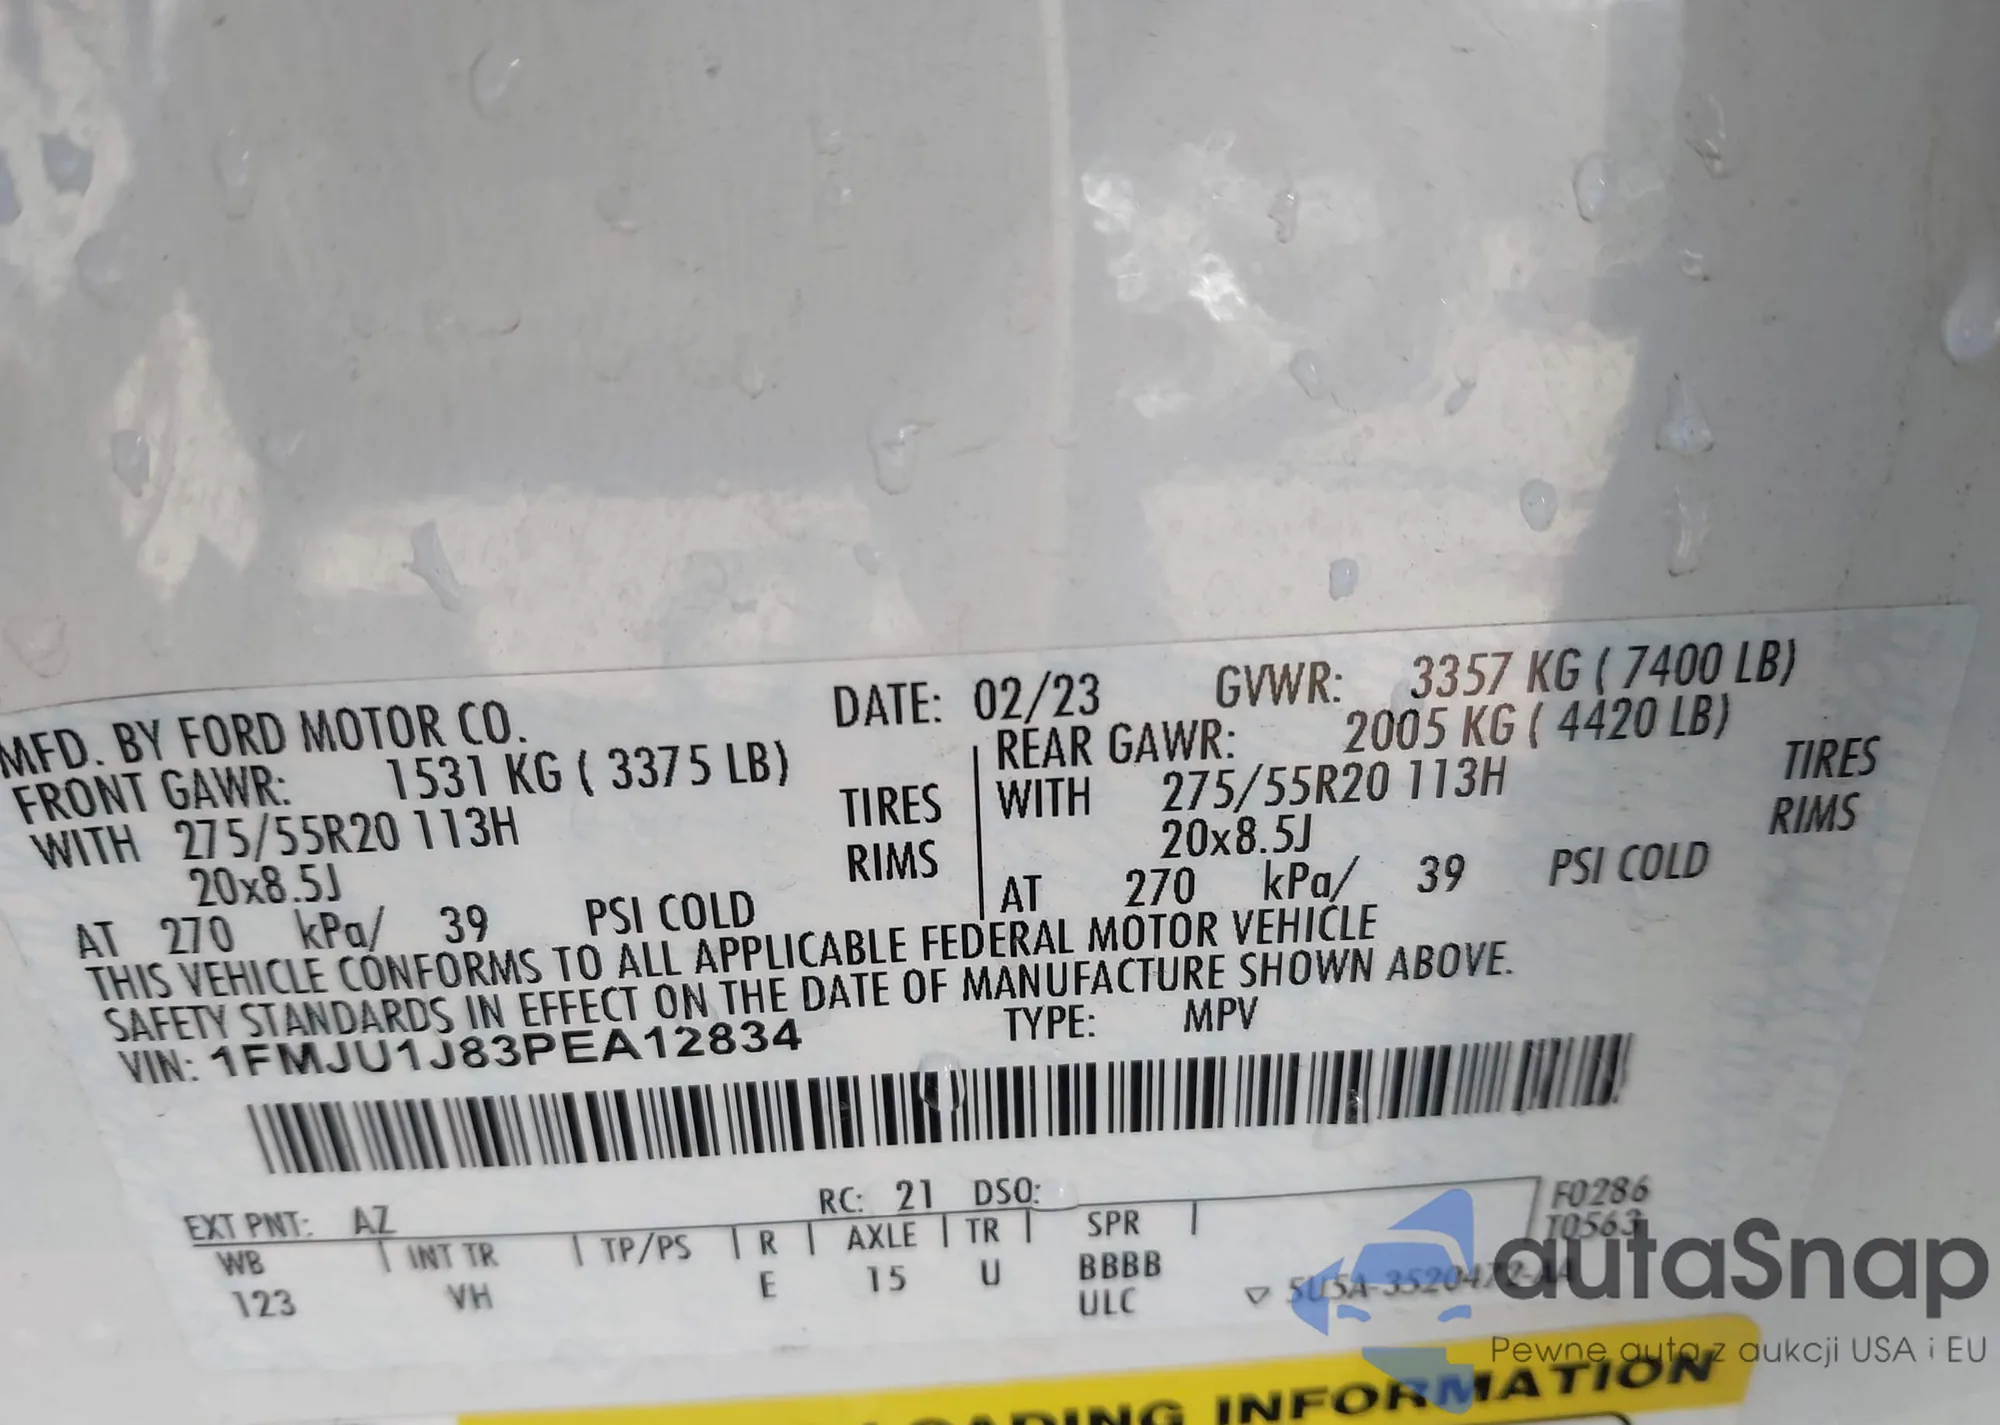 MFD. BY FORD MOTOR CO. DATE: 02/23 GVWR: 3357 KG ( 7400 LB)
FRONT GAWR: 1531 KG ( 3375 LB) REAR GAWR: 2005 KG ( 4420 LB)
WITH 275/55R20 113H TIRES WITH 275/55R20 113H TIRES
20x8.5J RIMS 20x8.5J RIMS
AT 270 kPa/ 39 PSI COLD AT 270 kPa/ 39 PSI COLD
THIS VEHICLE CONFORMS TO ALL APPLICABLE FEDERAL MOTOR VEHICLE
SAFETY STANDARDS IN EFFECT ON THE DATE OF MANUFACTURE SHOWN ABOVE.
VIN: 1FMJU1J83PEA12834 TYPE: MPV
EXT PNT: AZ RC: 21 DSO: F0286
WB INT TR TP/PS R AXLE TR SPR T0563
123 VH E 15 U BBBB
ULC 5U5A-3520472-AA
autaSnap
Pewne auta z aukcji USA i EU
LOADING INFORMATION